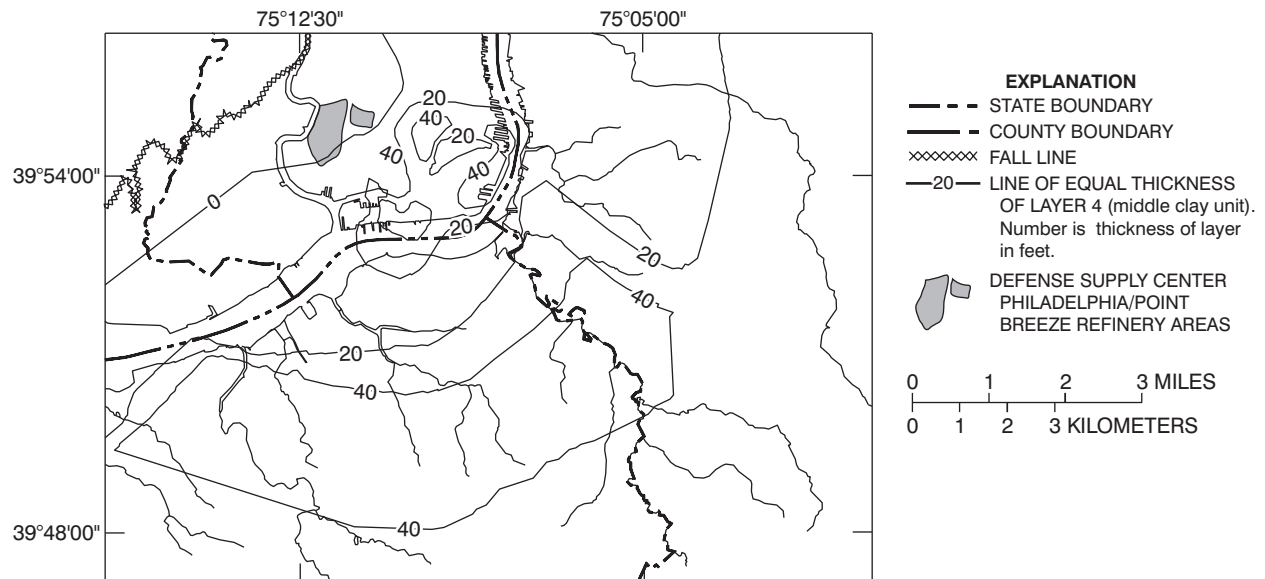 75°12'30"
75°05'00"
39°54'00"
39°48'00"
0
20
40
20
40
40
20
20
40
20
40
40
EXPLANATION
STATE BOUNDARY
COUNTY BOUNDARY
FALL LINE
20
LINE OF EQUAL THICKNESS
OF LAYER 4 (middle clay unit).
Number is thickness of layer
in feet.
DEFENSE SUPPLY CENTER
PHILADELPHIA/POINT
BREEZE REFINERY AREAS
0 1 2 3 MILES
0 1 2 3 KILOMETERS